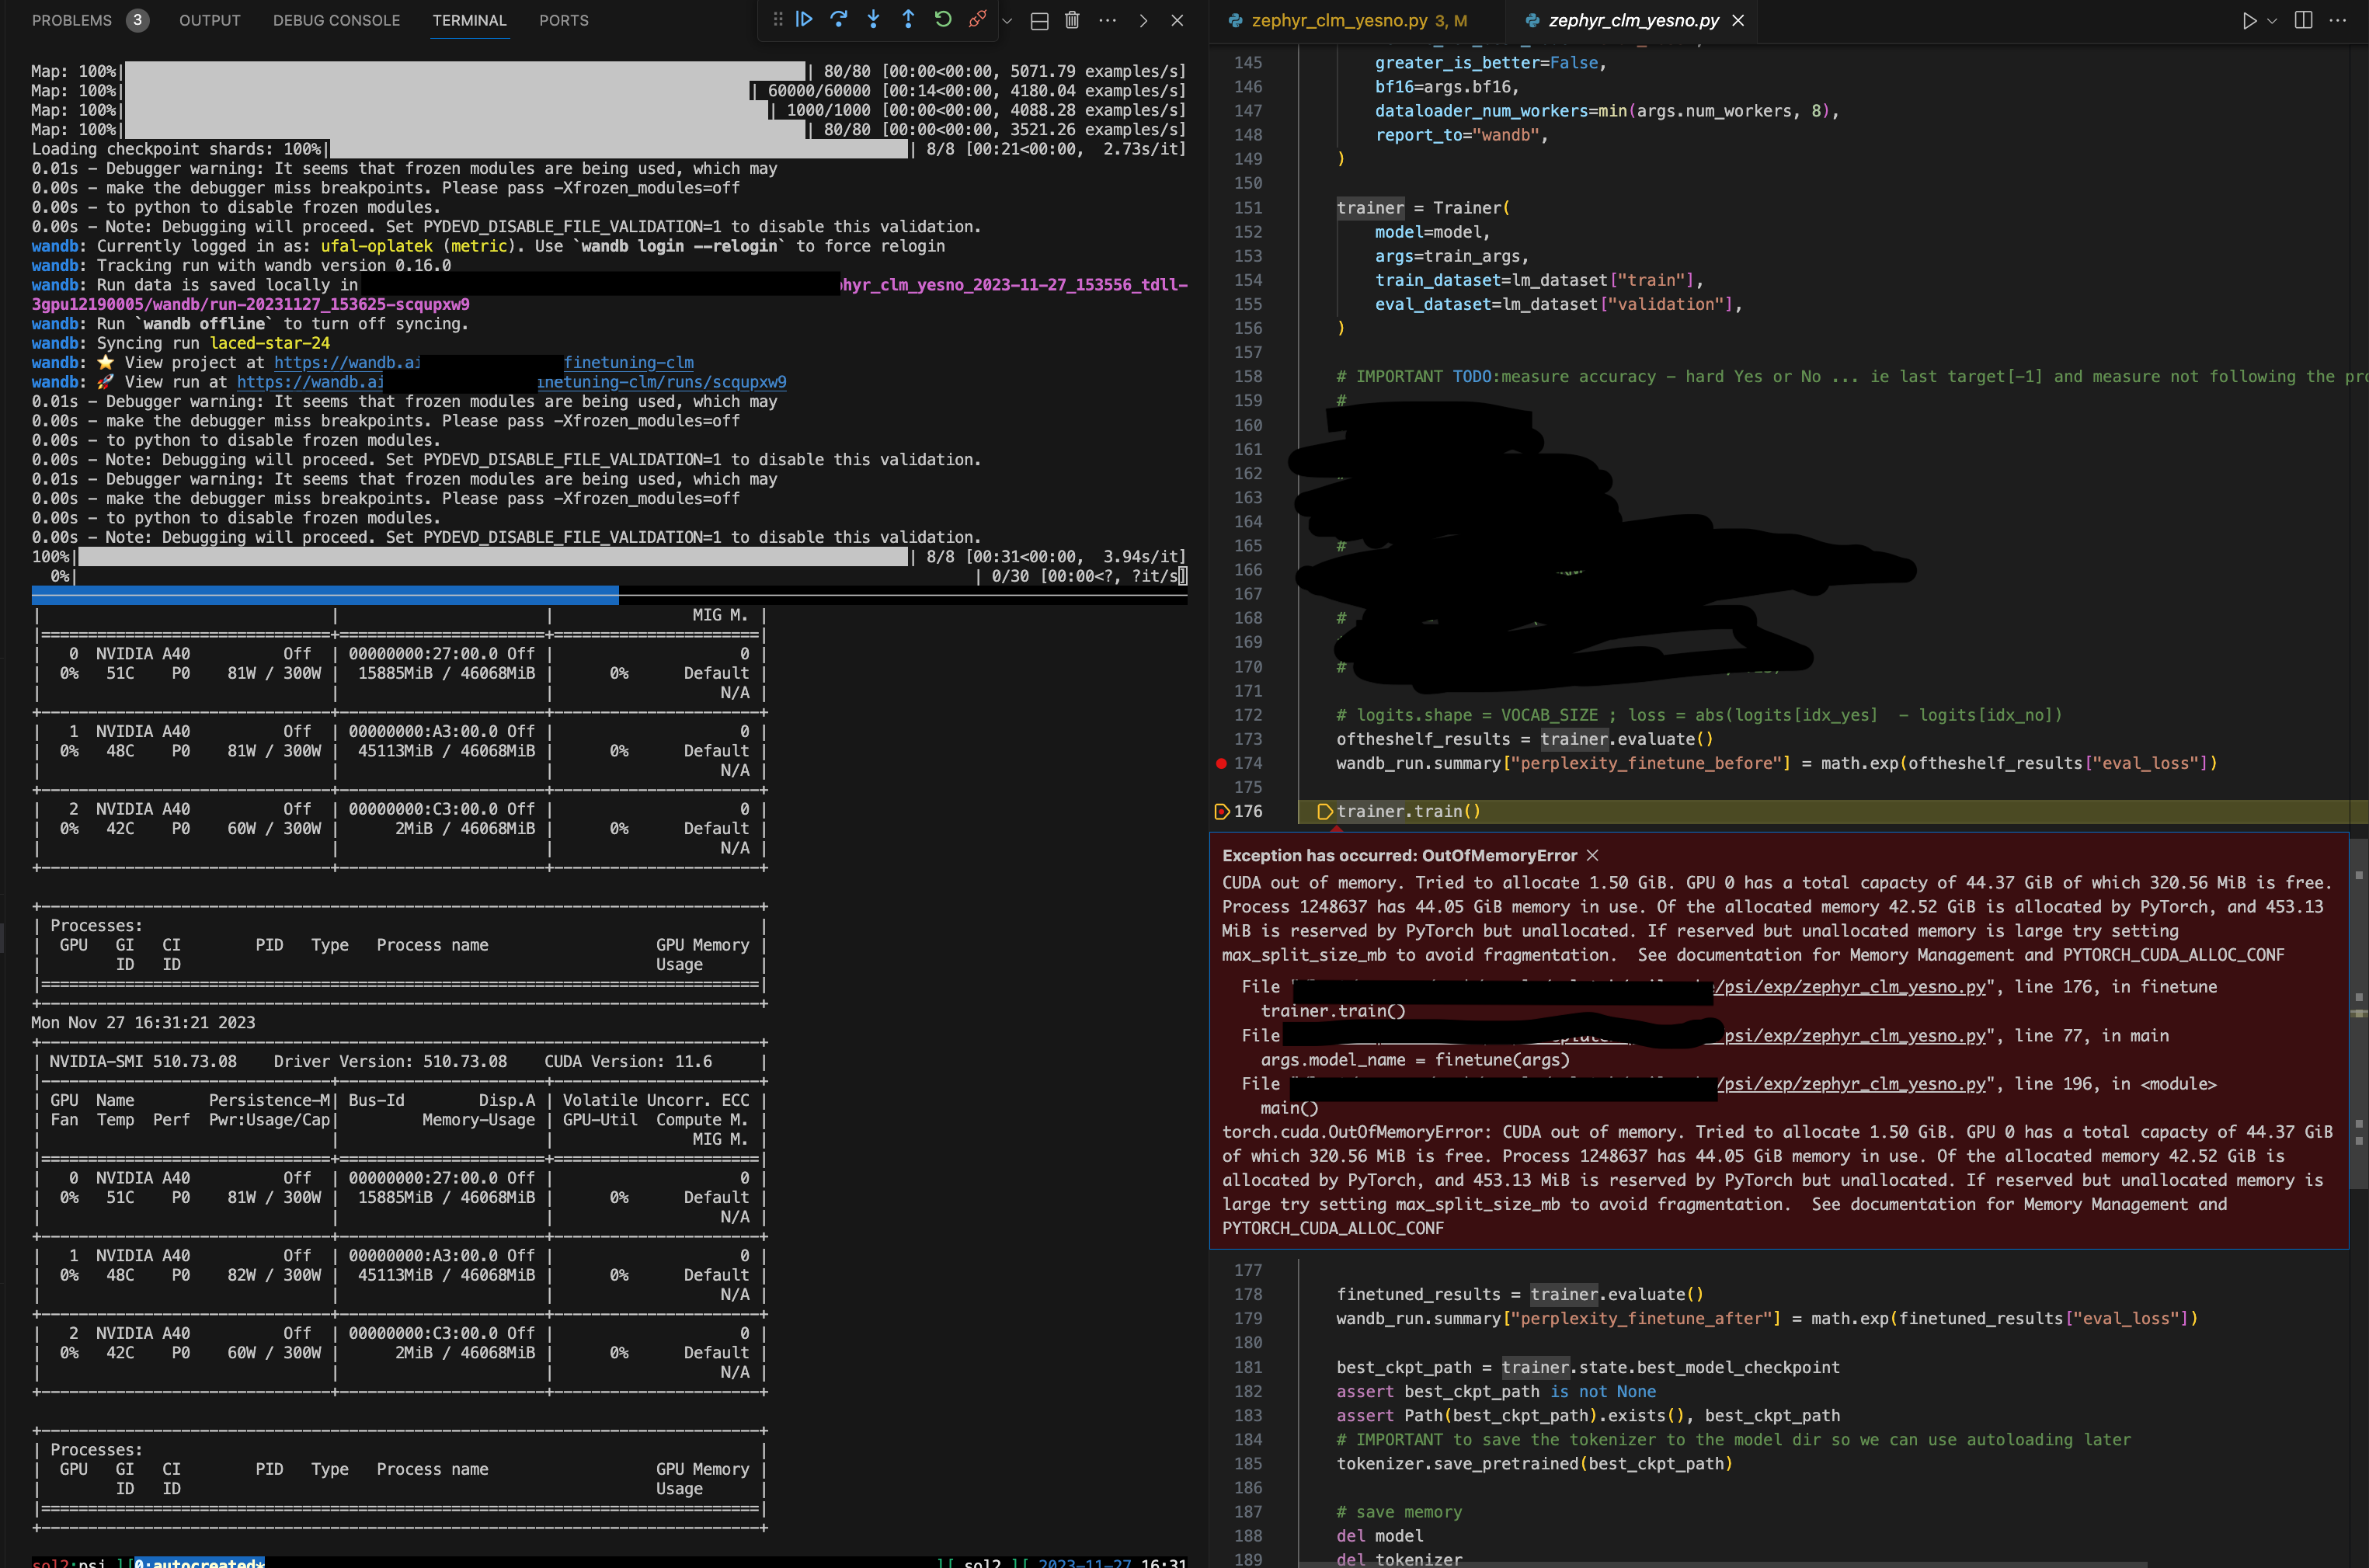 PROBLEMS 3 OUTPUT DEBUG CONSOLE TERMINAL PORTS
Map: 100%| | 80/80 [00:00<00:00, 5071.79 examples/s]
Map: 100%| | 60000/60000 [00:14<00:00, 4180.04 examples/s]
Map: 100%| | 1000/1000 [00:00<00:00, 4088.28 examples/s]
Map: 100%| | 80/80 [00:00<00:00, 3521.26 examples/s]
Loading checkpoint shards: 100%| | 8/8 [00:21<00:00, 2.73s/it]
0.01s - Debugger warning: It seems that frozen modules are being used, which may
0.00s - make the debugger miss breakpoints. Please pass -Xfrozen_modules=off
0.00s - to python to disable frozen modules.
0.00s - Note: Debugging will proceed. Set PYDEVD_DISABLE_FILE_VALIDATION=1 to disable this validation.
wandb: Currently logged in as: ufal-oplatek (metric). Use `wandb login --relogin` to force relogin
wandb: Tracking run with wandb version 0.16.0
wandb: Run data is saved locally in hyr_clm_yesno_2023-11-27_153556_tdll-
3gpu12190005/wandb/run-20231127_153625-scqupxw9
wandb: Run `wandb offline` to turn off syncing.
wandb: Syncing run laced-star-24
wandb: ⭐ View project at https://wandb.ai finetuning-clm
wandb: 🚀 View run at https://wandb.ai inetuning-clm/runs/scqupxw9
0.01s - Debugger warning: It seems that frozen modules are being used, which may
0.00s - make the debugger miss breakpoints. Please pass -Xfrozen_modules=off
0.00s - to python to disable frozen modules.
0.00s - Note: Debugging will proceed. Set PYDEVD_DISABLE_FILE_VALIDATION=1 to disable this validation.
0.01s - Debugger warning: It seems that frozen modules are being used, which may
0.00s - make the debugger miss breakpoints. Please pass -Xfrozen_modules=off
0.00s - to python to disable frozen modules.
0.00s - Note: Debugging will proceed. Set PYDEVD_DISABLE_FILE_VALIDATION=1 to disable this validation.
100%| | 8/8 [00:31<00:00, 3.94s/it]
0%| | 0/30 [00:00<?, ?it/s]
| | | MIG M. |
|===============================+======================+======================|
| 0 NVIDIA A40 Off | 00000000:27:00.0 Off | 0 |
| 0% 51C P0 81W / 300W | 15885MiB / 46068MiB | 0% Default |
| | | N/A |
+-------------------------------+----------------------+----------------------+
| 1 NVIDIA A40 Off | 00000000:A3:00.0 Off | 0 |
| 0% 48C P0 81W / 300W | 45113MiB / 46068MiB | 0% Default |
| | | N/A |
+-------------------------------+----------------------+----------------------+
| 2 NVIDIA A40 Off | 00000000:C3:00.0 Off | 0 |
| 0% 42C P0 60W / 300W | 2MiB / 46068MiB | 0% Default |
| | | N/A |
+-------------------------------+----------------------+----------------------+
+-----------------------------------------------------------------------------+
| Processes: |
| GPU GI CI PID Type Process name GPU Memory |
| ID ID Usage |
|=============================================================================|
+-----------------------------------------------------------------------------+
Mon Nov 27 16:31:21 2023
+-----------------------------------------------------------------------------+
| NVIDIA-SMI 510.73.08 Driver Version: 510.73.08 CUDA Version: 11.6 |
|-------------------------------+----------------------+----------------------+
| GPU Name Persistence-M| Bus-Id Disp.A | Volatile Uncorr. ECC |
| Fan Temp Perf Pwr:Usage/Cap| Memory-Usage | GPU-Util Compute M. |
| | | MIG M. |
|===============================+======================+======================|
| 0 NVIDIA A40 Off | 00000000:27:00.0 Off | 0 |
| 0% 51C P0 81W / 300W | 15885MiB / 46068MiB | 0% Default |
| | | N/A |
+-------------------------------+----------------------+----------------------+
| 1 NVIDIA A40 Off | 00000000:A3:00.0 Off | 0 |
| 0% 48C P0 82W / 300W | 45113MiB / 46068MiB | 0% Default |
| | | N/A |
+-------------------------------+----------------------+----------------------+
| 2 NVIDIA A40 Off | 00000000:C3:00.0 Off | 0 |
| 0% 42C P0 60W / 300W | 2MiB / 46068MiB | 0% Default |
| | | N/A |
+-------------------------------+----------------------+----------------------+
+-----------------------------------------------------------------------------+
| Processes: |
| GPU GI CI PID Type Process name GPU Memory |
| ID ID Usage |
|=============================================================================|
+-----------------------------------------------------------------------------+
sol2:psi ][0:autocreated* ][ sol2 ][ 2023-11-27 16:31
zephyr_clm_yesno.py 3, M zephyr_clm_yesno.py
145 greater_is_better=False,
146 bf16=args.bf16,
147 dataloader_num_workers=min(args.num_workers, 8),
148 report_to="wandb",
149 )
150
151 trainer = Trainer(
152 model=model,
153 args=train_args,
154 train_dataset=lm_dataset["train"],
155 eval_dataset=lm_dataset["validation"],
156 )
157
158 # IMPORTANT TODO:measure accuracy - hard Yes or No ... ie last target[-1] and measure not following the pro
159 #
160
161
162
163
164
165 #
166
167
168 #
169
170 #
171
172 # logits.shape = VOCAB_SIZE ; loss = abs(logits[idx_yes] - logits[idx_no])
173 oftheshelf_results = trainer.evaluate()
174 wandb_run.summary["perplexity_finetune_before"] = math.exp(oftheshelf_results["eval_loss"])
175
176 trainer.train()
Exception has occurred: OutOfMemoryError
CUDA out of memory. Tried to allocate 1.50 GiB. GPU 0 has a total capacity of 44.37 GiB of which 320.56 MiB is free.
Process 1248637 has 44.05 GiB memory in use. Of the allocated memory 42.52 GiB is allocated by PyTorch, and 453.13
MiB is reserved by PyTorch but unallocated. If reserved but unallocated memory is large try setting
max_split_size_mb to avoid fragmentation. See documentation for Memory Management and PYTORCH_CUDA_ALLOC_CONF
File " /psi/exp/zephyr_clm_yesno.py", line 176, in finetune
trainer.train()
File psi/exp/zephyr_clm_yesno.py", line 77, in main
args.model_name = finetune(args)
File /psi/exp/zephyr_clm_yesno.py", line 196, in <module>
main()
torch.cuda.OutOfMemoryError: CUDA out of memory. Tried to allocate 1.50 GiB. GPU 0 has a total capacity of 44.37 GiB
of which 320.56 MiB is free. Process 1248637 has 44.05 GiB memory in use. Of the allocated memory 42.52 GiB is
allocated by PyTorch, and 453.13 MiB is reserved by PyTorch but unallocated. If reserved but unallocated memory is
large try setting max_split_size_mb to avoid fragmentation. See documentation for Memory Management and
PYTORCH_CUDA_ALLOC_CONF
177
178 finetuned_results = trainer.evaluate()
179 wandb_run.summary["perplexity_finetune_after"] = math.exp(finetuned_results["eval_loss"])
180
181 best_ckpt_path = trainer.state.best_model_checkpoint
182 assert best_ckpt_path is not None
183 assert Path(best_ckpt_path).exists(), best_ckpt_path
184 # IMPORTANT to save the tokenizer to the model dir so we can use autoloading later
185 tokenizer.save_pretrained(best_ckpt_path)
186
187 # save memory
188 del model
189 del tokenizer